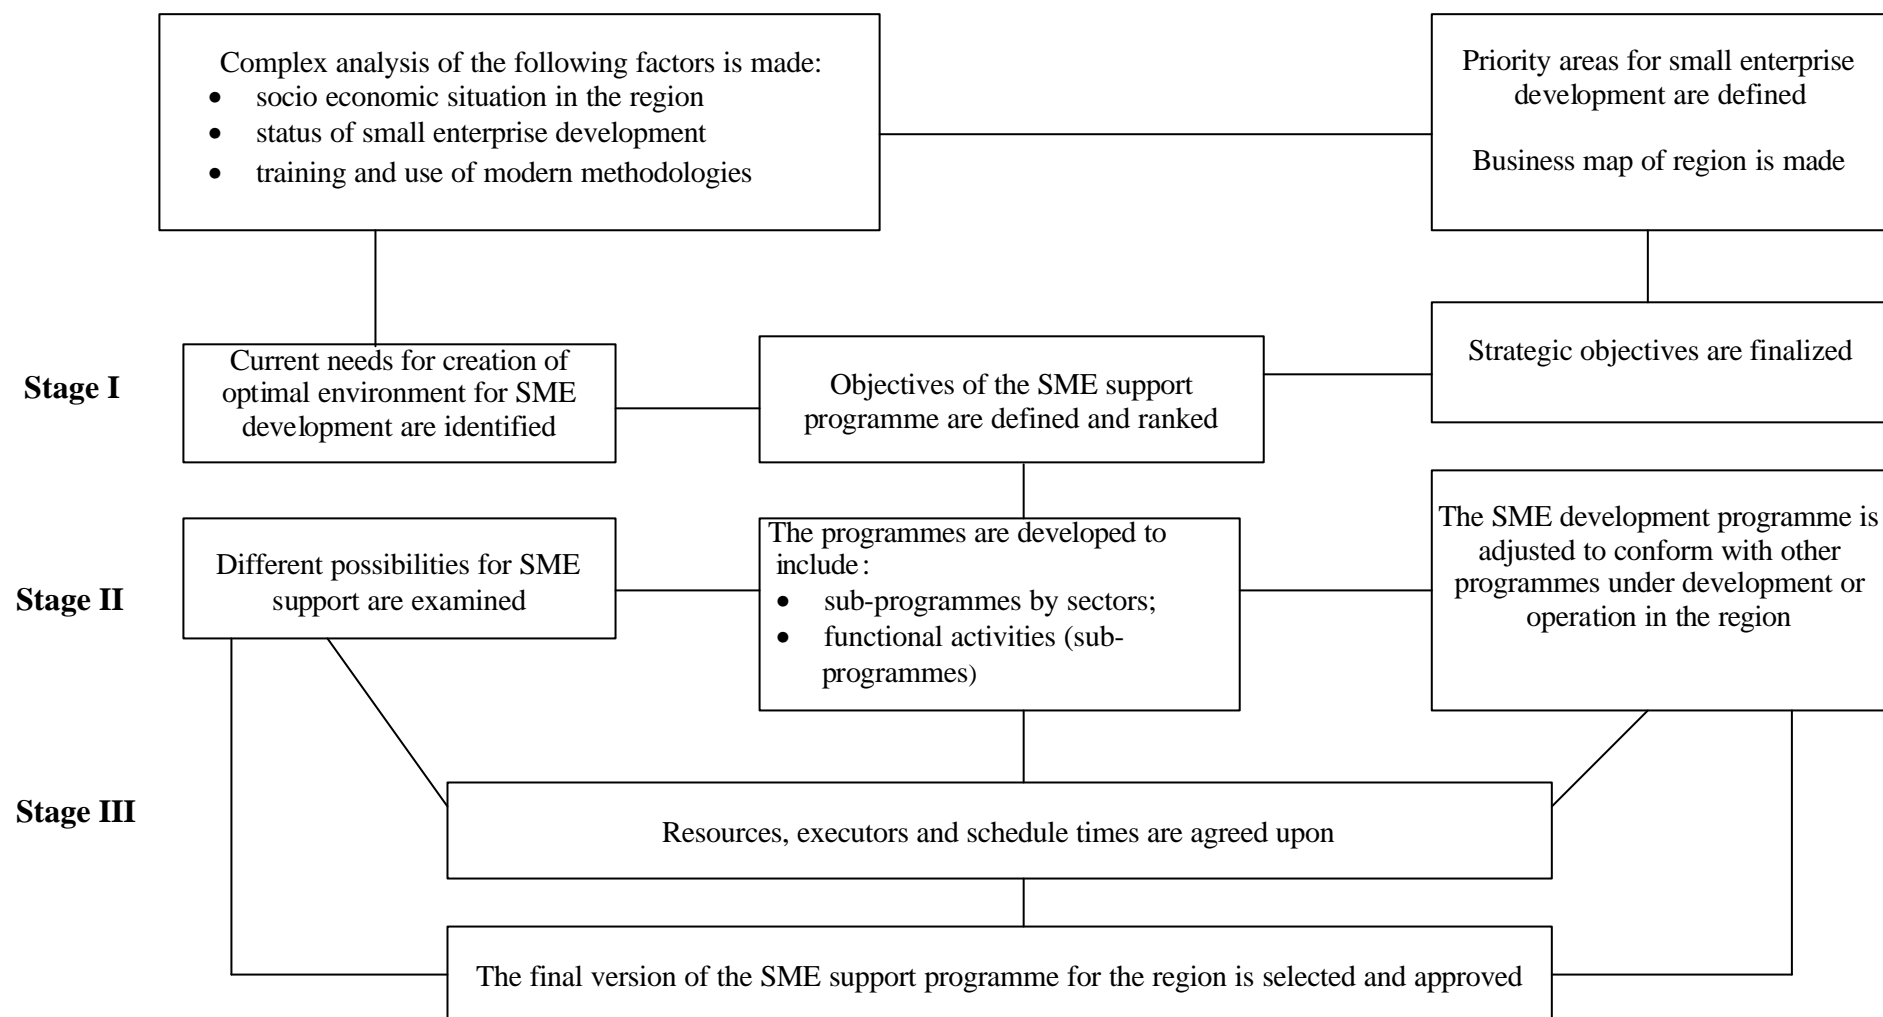 Complex analysis of the following factors is made:
• socio economic situation in the region
• status of small enterprise development
• training and use of modern methodologies
Priority areas for small enterprise
development are defined
Business map of region is made
Stage I
Current needs for creation of
optimal environment for SME
development are identified
Objectives of the SME support
programme are defined and ranked
Strategic objectives are finalized
Stage II
Different possibilities for SME
support are examined
The programmes are developed to
include:
• sub-programmes by sectors;
• functional activities (sub-
programmes)
The SME development programme is
adjusted to conform with other
programmes under development or
operation in the region
Stage III
Resources, executors and schedule times are agreed upon
The final version of the SME support programme for the region is selected and approved